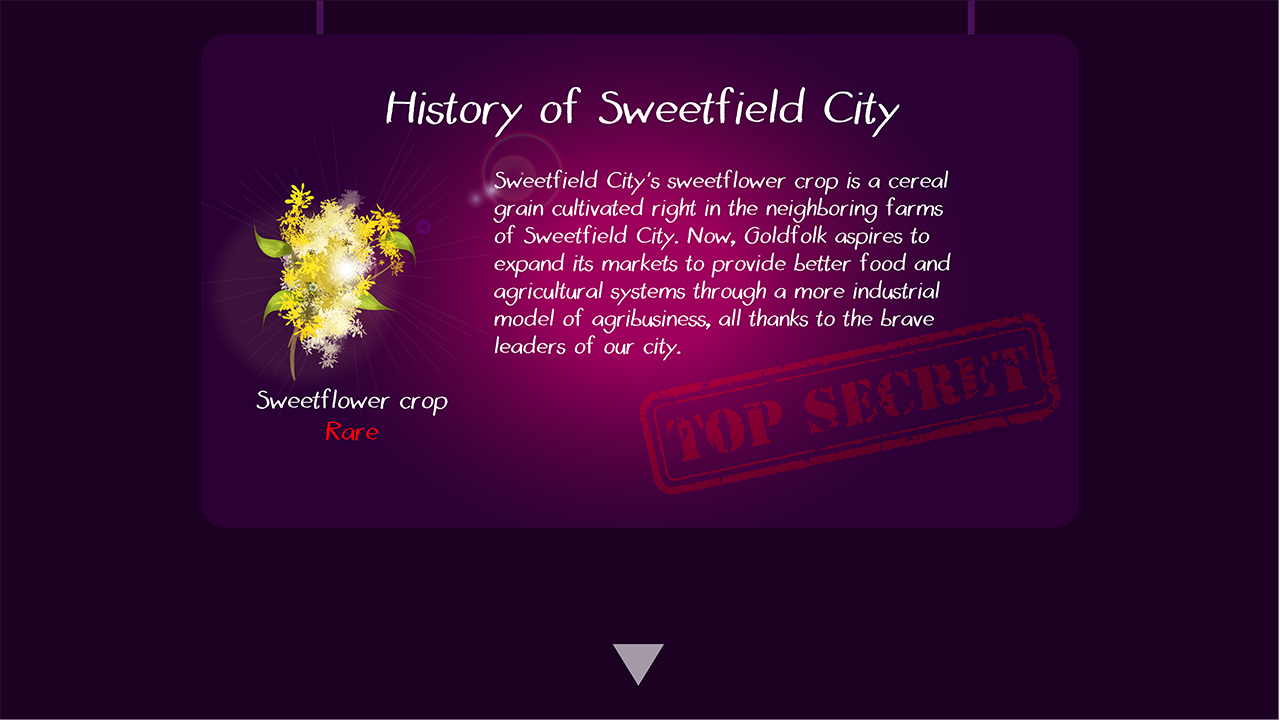 History of Sweetfield City
Sweetfield City's sweetflower crop is a cereal
grain cultivated right in the neighboring farms
of Sweetfield City. Now, Goldfolk aspires to
expand its markets to provide better food and
agricultural systems through a more industrial
model of agribusiness, all thanks to the brave
leaders of our city.
TOP SECRET
Sweetflower crop
Rare